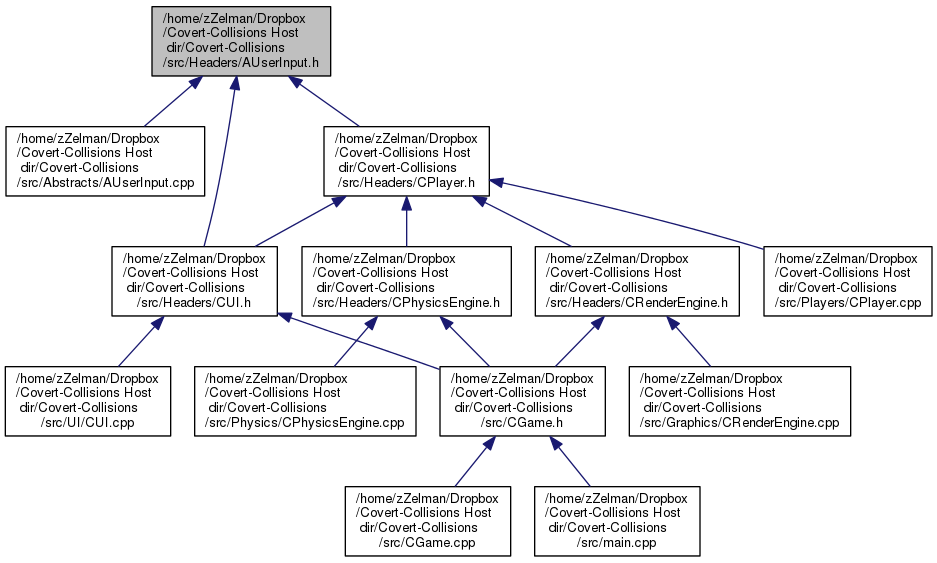 /home/zZelman/Dropbox
/Covert-Collisions Host
dir/Covert-Collisions
/src/Headers/AUserInput.h
/home/zZelman/Dropbox
/Covert-Collisions Host
dir/Covert-Collisions
/src/Abstracts/AUserInput.cpp
/home/zZelman/Dropbox
/Covert-Collisions Host
dir/Covert-Collisions
/src/Headers/CPlayer.h
/home/zZelman/Dropbox
/Covert-Collisions Host
dir/Covert-Collisions
/src/Headers/CUI.h
/home/zZelman/Dropbox
/Covert-Collisions Host
dir/Covert-Collisions
/src/Headers/CPhysicsEngine.h
/home/zZelman/Dropbox
/Covert-Collisions Host
dir/Covert-Collisions
/src/Headers/CRenderEngine.h
/home/zZelman/Dropbox
/Covert-Collisions Host
dir/Covert-Collisions
/src/Players/CPlayer.cpp
/home/zZelman/Dropbox
/Covert-Collisions Host
dir/Covert-Collisions
/src/UI/CUI.cpp
/home/zZelman/Dropbox
/Covert-Collisions Host
dir/Covert-Collisions
/src/Physics/CPhysicsEngine.cpp
/home/zZelman/Dropbox
/Covert-Collisions Host
dir/Covert-Collisions
/src/CGame.h
/home/zZelman/Dropbox
/Covert-Collisions Host
dir/Covert-Collisions
/src/Graphics/CRenderEngine.cpp
/home/zZelman/Dropbox
/Covert-Collisions Host
dir/Covert-Collisions
/src/CGame.cpp
/home/zZelman/Dropbox
/Covert-Collisions Host
dir/Covert-Collisions
/src/main.cpp